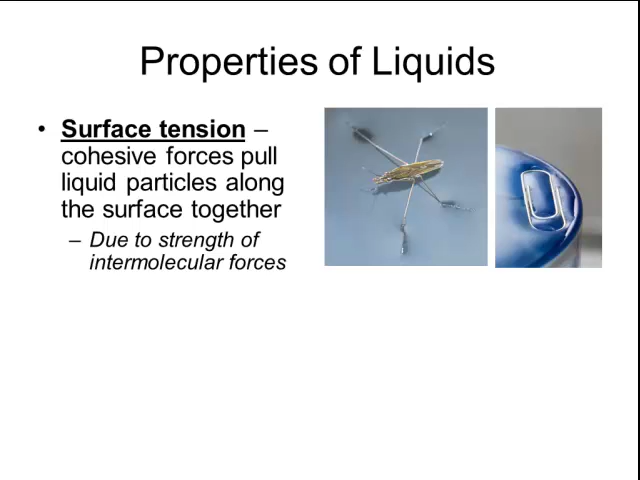 Properties of Liquids
• Surface tension –
cohesive forces pull
liquid particles along
the surface together
– Due to strength of
intermolecular forces